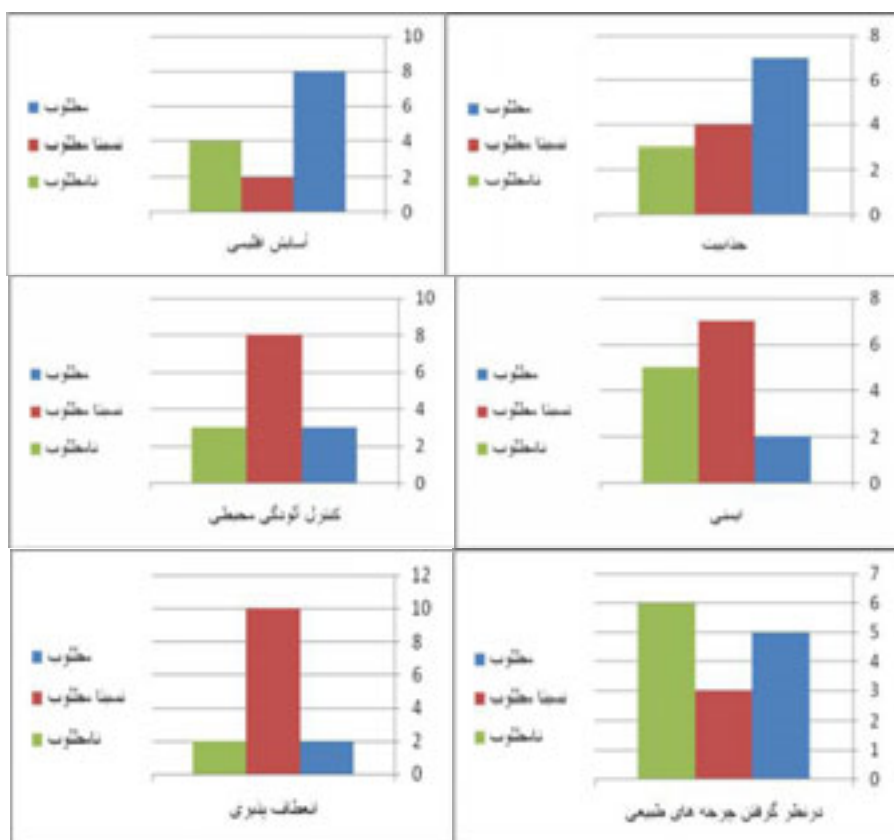 8
6
4
2
0
مطلوب
نسبتا مطلوب
نامطلوب
جذابیت
10
8
6
4
2
0
مطلوب
نسبتا مطلوب
نامطلوب
آسایش اقلیمی
8
6
4
2
0
مطلوب
نسبتا مطلوب
نامطلوب
ایمنی
10
8
6
4
2
0
مطلوب
نسبتا مطلوب
نامطلوب
کنترل آلودگی محیطی
7
6
5
4
3
2
1
0
مطلوب
نسبتا مطلوب
نامطلوب
درنظر گرفتن چرخه های طبیعی
12
10
8
6
4
2
0
مطلوب
نسبتا مطلوب
نامطلوب
انعطاف پذیری